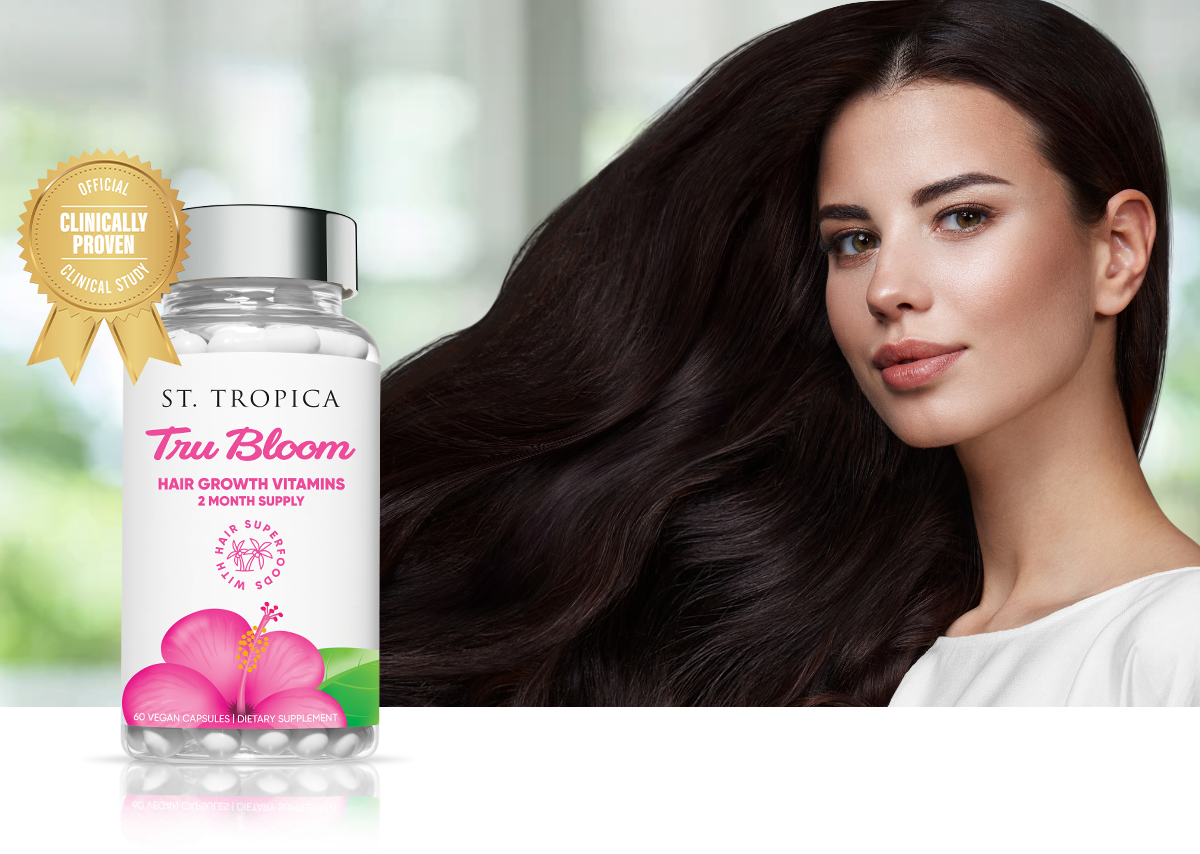 OFFICIAL
CLINICALLY
PROVEN
CLINICAL STUDY
ST. TROPICA
Tru Bloom
HAIR GROWTH VITAMINS
2 MONTH SUPPLY
WITH HAIR SUPERFOODS
60 VEGAN CAPSULES | DIETARY SUPPLEMENT